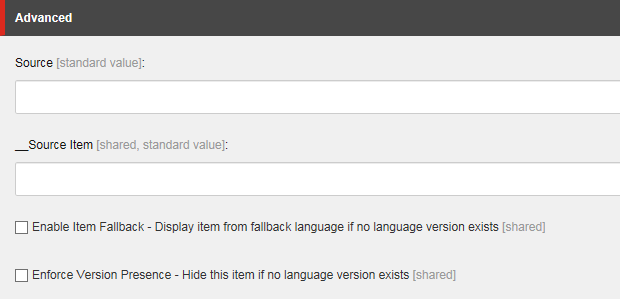 Advanced
Source [standard value]:
__Source Item [shared, standard value]:
Enable Item Fallback - Display item from fallback language if no language version exists [shared]
Enforce Version Presence - Hide this item if no language version exists [shared]